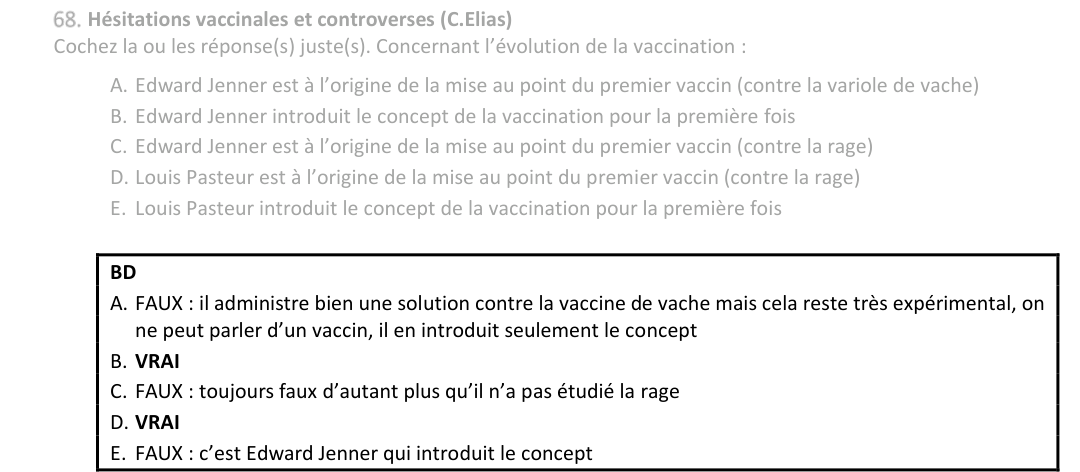 68. Hésitations vaccinales et controverses (C.Elias)
Cochez la ou les réponse(s) juste(s). Concernant l’évolution de la vaccination :
A. Edward Jenner est à l’origine de la mise au point du premier vaccin (contre la variole de vache)
B. Edward Jenner introduit le concept de la vaccination pour la première fois
C. Edward Jenner est à l’origine de la mise au point du premier vaccin (contre la rage)
D. Louis Pasteur est à l’origine de la mise au point du premier vaccin (contre la rage)
E. Louis Pasteur introduit le concept de la vaccination pour la première fois
BD
A. FAUX : il administre bien une solution contre la vaccine de vache mais cela reste très expérimental, on
ne peut parler d’un vaccin, il en introduit seulement le concept
B. VRAI
C. FAUX : toujours faux d’autant plus qu’il n’a pas étudié la rage
D. VRAI
E. FAUX : c’est Edward Jenner qui introduit le concept